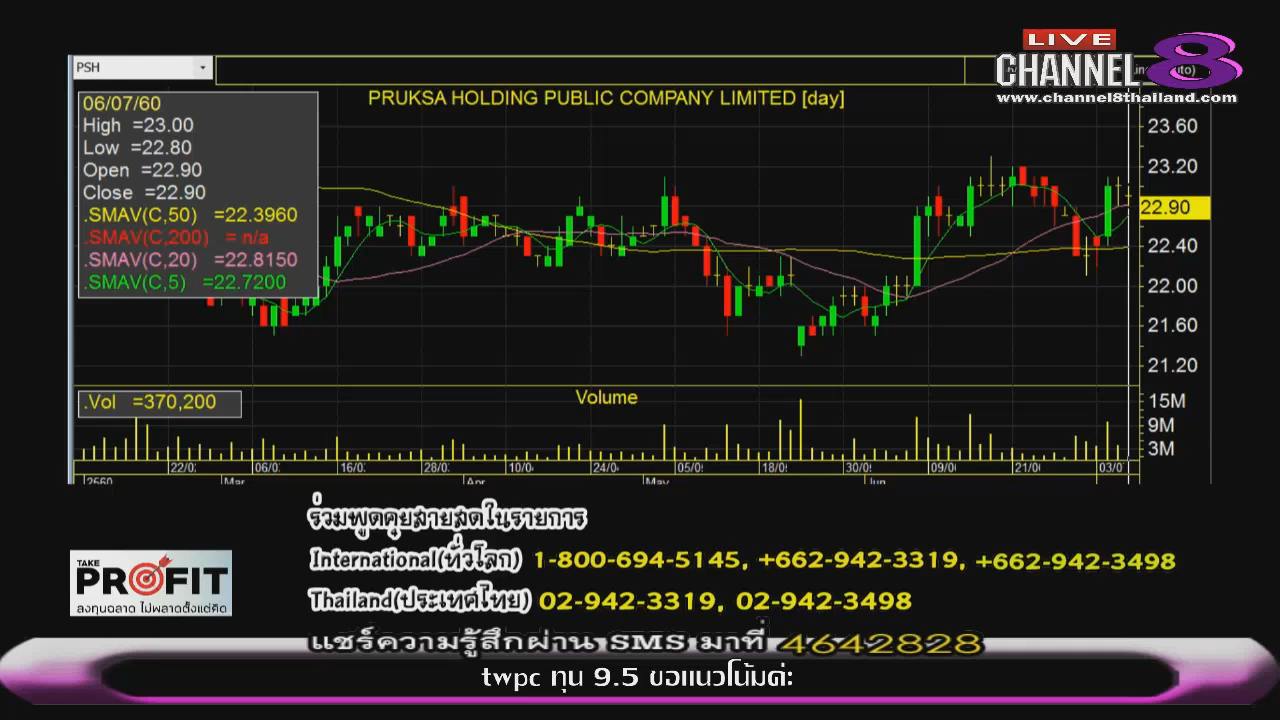 LIVE
CHANNEL 8
www.channel8thailand.com
PSH
PRUKSA HOLDING PUBLIC COMPANY LIMITED [day]
06/07/60
High =23.00
Low =22.80
Open =22.90
Close =22.90
.SMAV(C,50) =22.3960
.SMAV(C,200) = n/a
.SMAV(C,20) =22.8150
.SMAV(C,5) =22.7200
23.60
23.20
22.90
22.40
22.00
21.60
21.20
.Vol =370,200
Volume
15M
9M
3M
22/0 06/0 16/0 28/0 10/0 24/0 05/0 18/0 30/0 09/0 21/0 03/0
2560 Mar Apr May Jun
ร่วมพูดคุยสายสดในรายการ
International(ทั่วโลก) 1-800-694-5145, +662-942-3319, +662-942-3498
Thailand(ประเทศไทย) 02-942-3319, 02-942-3498
แชร์ความรู้สึกผ่าน SMS มาที่ 4642828
TAKE
PROFIT
ลงทุนฉลาด ไม่พลาดตั้งแต่คิด
twpc ทุน 9.5 ขอแนวโน้มค่ะ